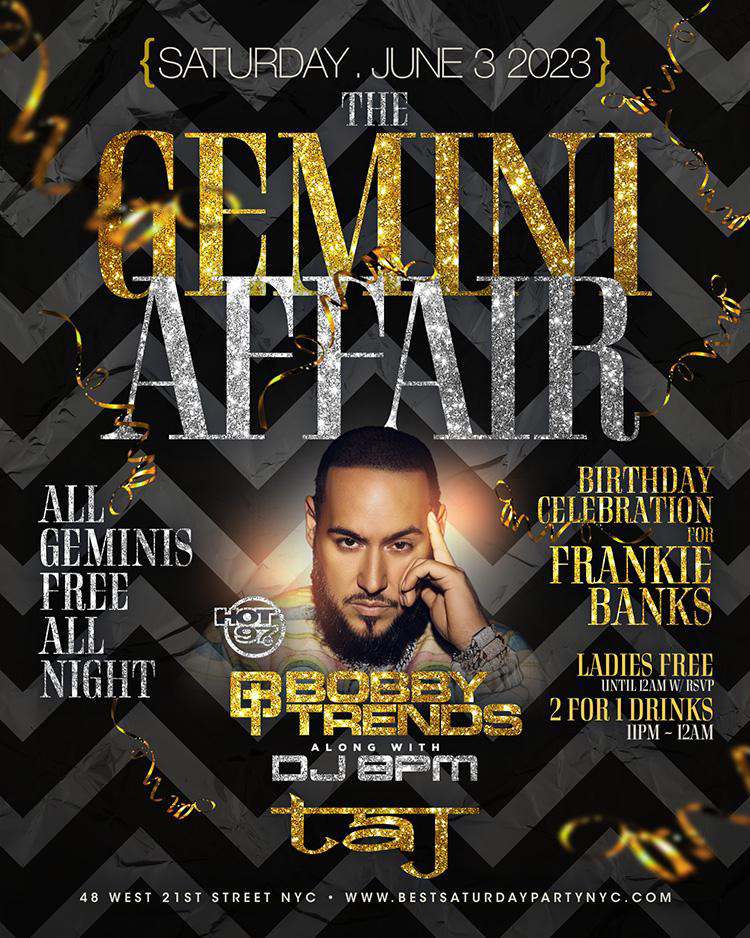 {SATURDAY . JUNE 3 2023}
THE
GEMINI
AFFAIR
ALL
GEMINIS
FREE
ALL
NIGHT
BIRTHDAY
CELEBRATION
FOR
FRANKIE
BANKS
LADIES FREE
UNTIL 12AM W/ RSVP
2 FOR 1 DRINKS
11PM ~ 12AM
HOT
97
BT BOBBY
TRENDS
ALONG WITH
DJ 8PM
taj
48 WEST 21ST STREET NYC • WWW.BESTSATURDAYPARTYNYC.COM